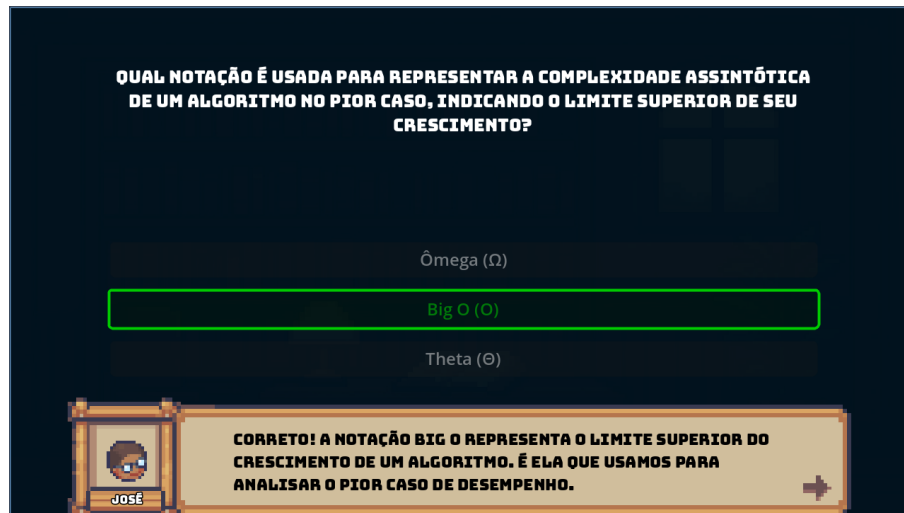 QUAL NOTAÇÃO É USADA PARA REPRESENTAR A COMPLEXIDADE ASSINTÓTICA
DE UM ALGORITMO NO PIOR CASO, INDICANDO O LIMITE SUPERIOR DE SEU
CRESCIMENTO?
Ômega (Ω)
Big O (O)
Theta (Θ)
CORRETO! A NOTAÇÃO BIG O REPRESENTA O LIMITE SUPERIOR DO
CRESCIMENTO DE UM ALGORITMO. É ELA QUE USAMOS PARA
ANALISAR O PIOR CASO DE DESEMPENHO.
JOSÉ